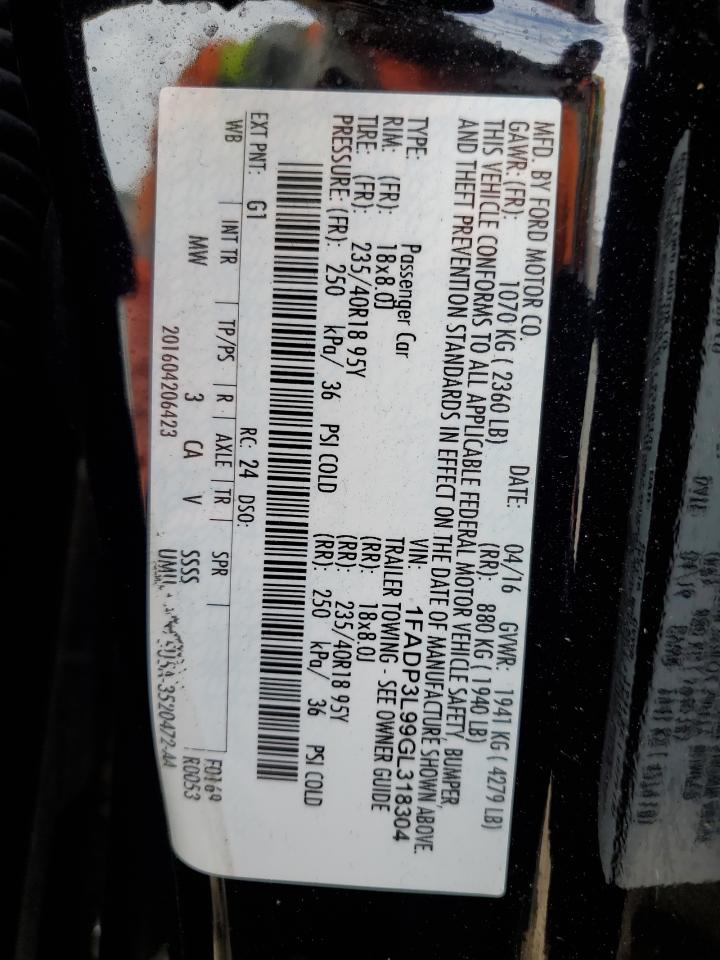 MFD. BY FORD MOTOR CO.
DATE: 04/16 GVWR: 1941 KG ( 4279 LB)
GAWR: (FR): 1070 KG ( 2360 LB) (RR): 880 KG ( 1940 LB)
THIS VEHICLE CONFORMS TO ALL APPLICABLE FEDERAL MOTOR VEHICLE SAFETY, BUMPER,
AND THEFT PREVENTION STANDARDS IN EFFECT ON THE DATE OF MANUFACTURE SHOWN ABOVE.
VIN: 1FADP3L99GL318304
TYPE: Passenger Car TRAILER TOWING - SEE OWNER GUIDE
RIM: (FR): 18x8.0J (RR): 18x8.0J
TIRE: (FR): 235/40R18 95Y (RR): 235/40R18 95Y
PRESSURE: (FR): 250 kPa/ 36 PSI COLD (RR): 250 kPa/ 36 PSI COLD
EXT PNT: G1 RC: 24 DSO: F0169
WB INT TR TP/PS R AXLE TR SPR R0053
MW 3 CA V SSSS
201604206423 3520472-AA